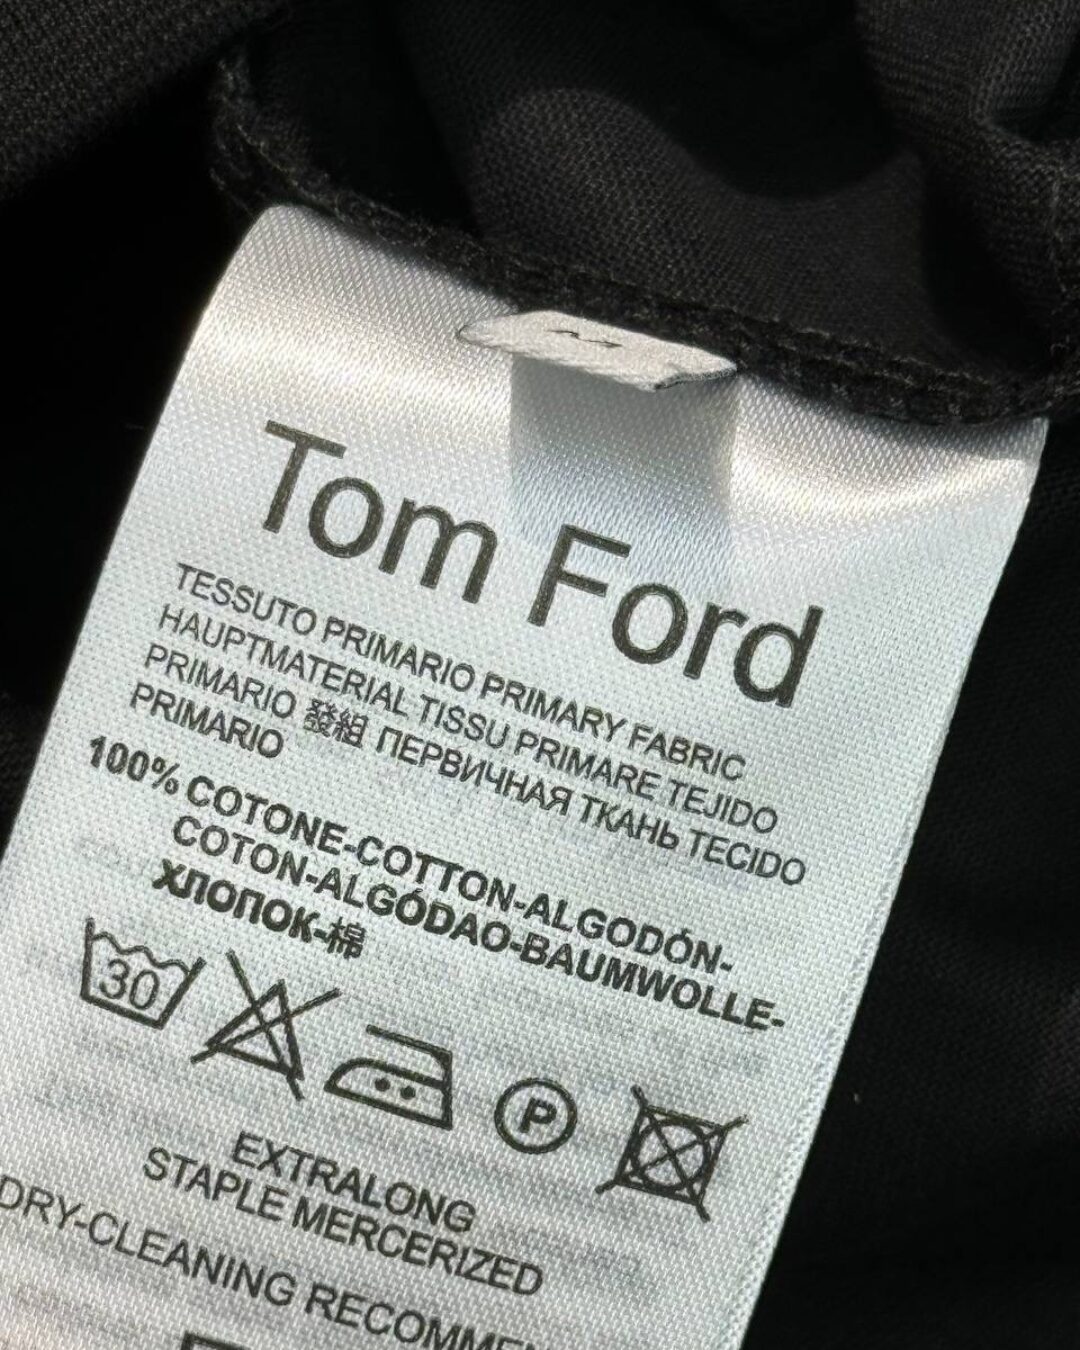 Tom Ford
TESSUTO PRIMARIO PRIMARY FABRIC
HAUPTMATERIAL TISSU PRIMARE TEJIDO
PRIMARIO 發組 ПЕРВИЧНАЯ ТКАНЬ TECIDO
PRIMARIO
100% COTONE-COTTON-ALGODÓN-
COTON-ALGÓDAO-BAUMWOLLE-
ХЛОПОК-棉
30
P
EXTRALONG
STAPLE MERCERIZED
DRY-CLEANING